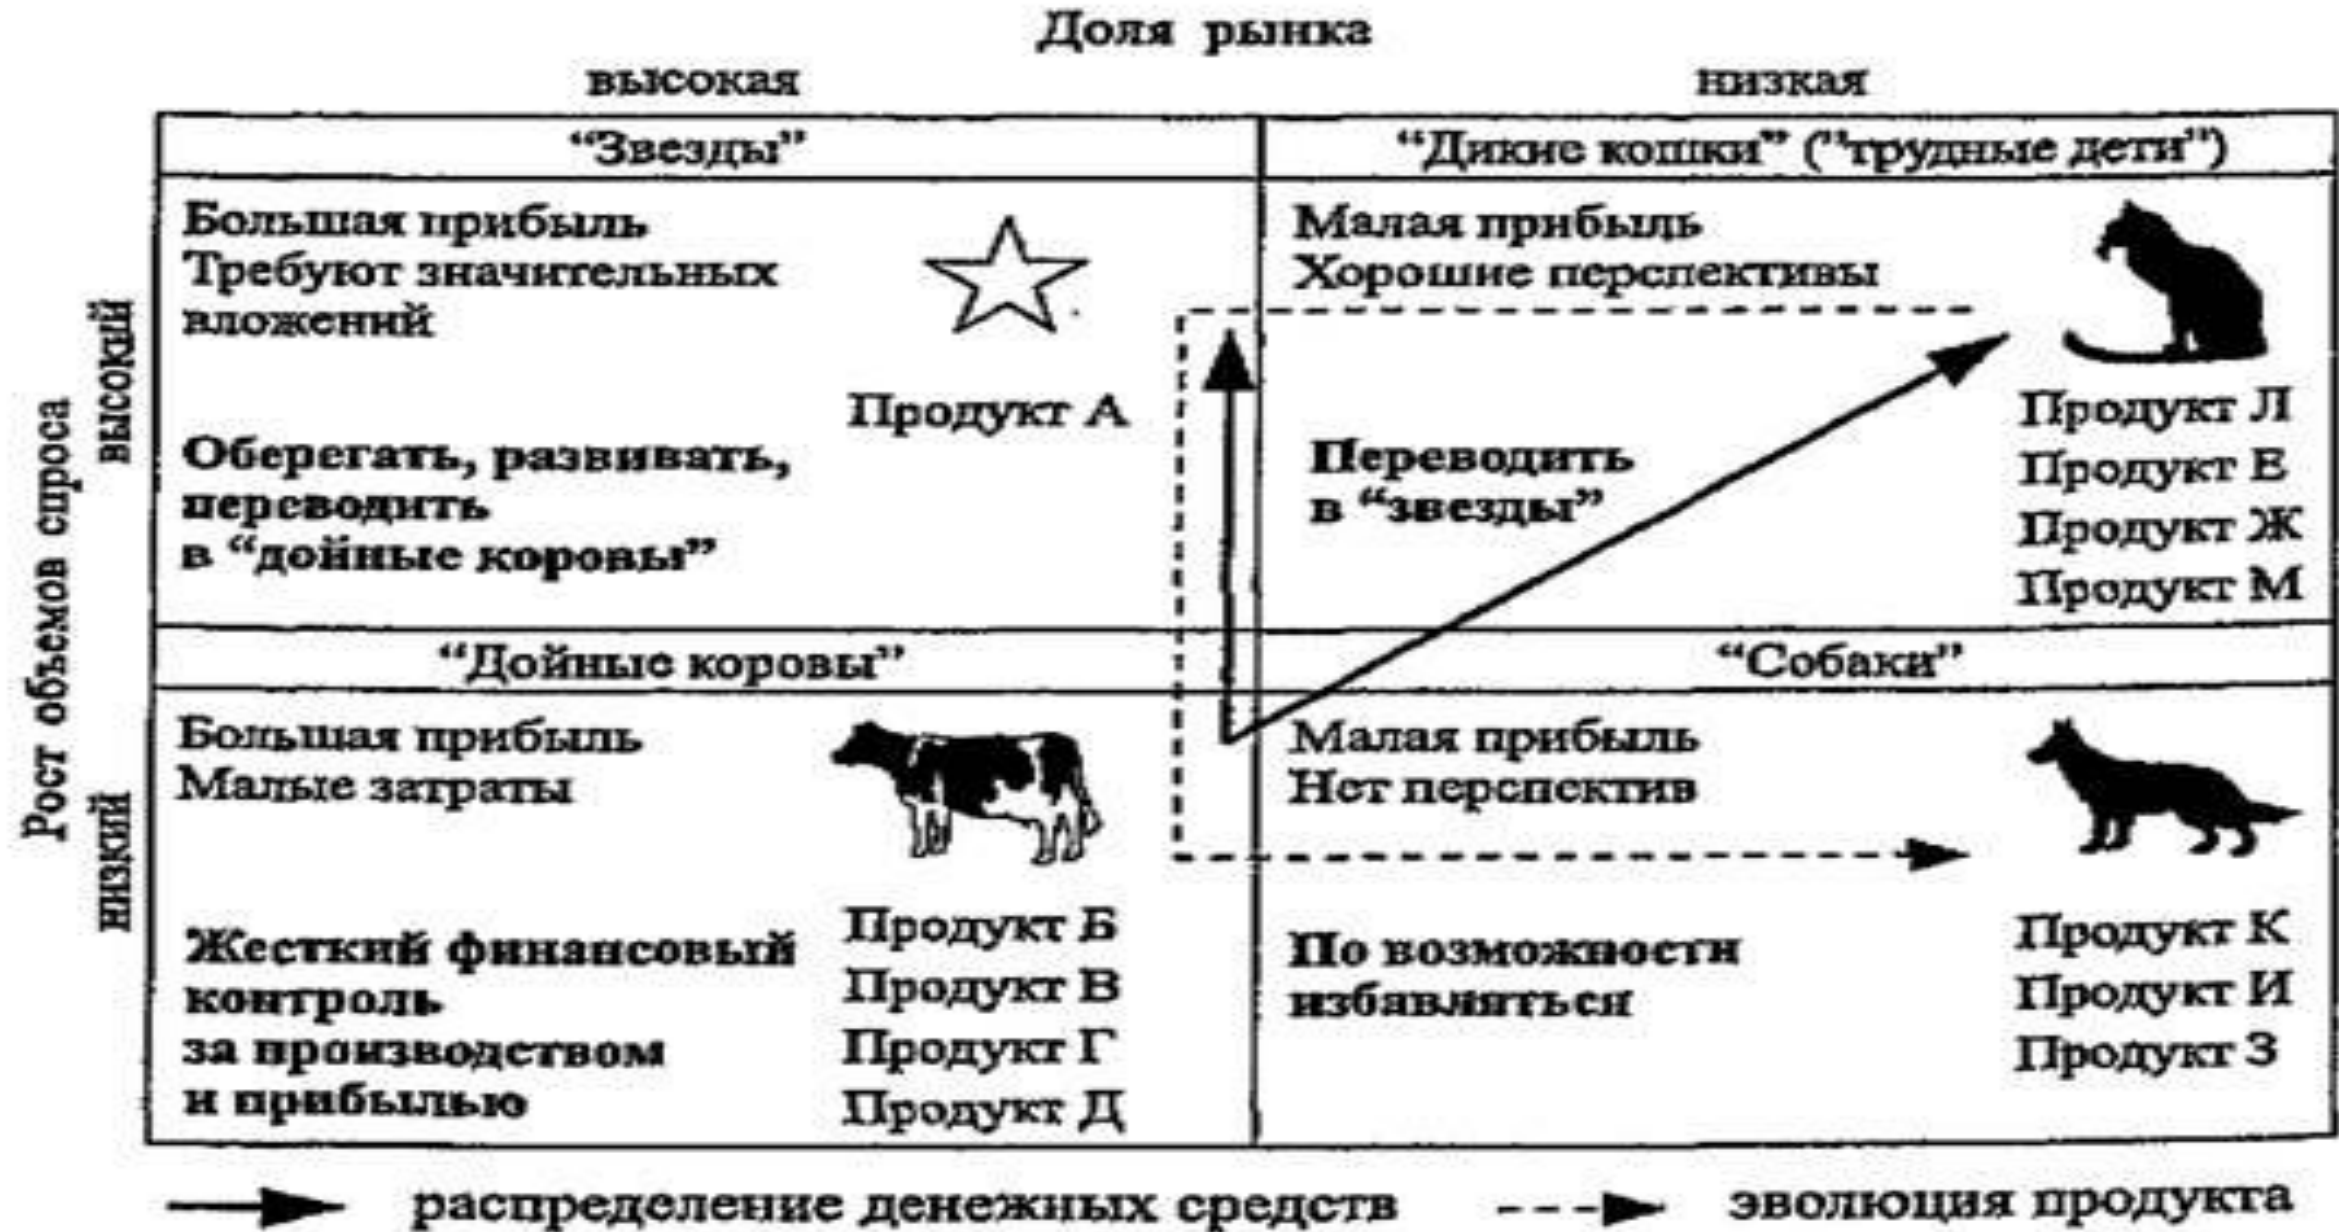 Доля рынка
высокая
низкая
Рост объемов спроса
высокий
низкий
“Звезды”
Большая прибыль
Требуют значительных
вложений
Продукт А
Оберегать, развивать,
переводить
в “дойные коровы”
“Дикие кошки” (”трудные дети”)
Малая прибыль
Хорошие перспективы
Переводить
в “звезды”
Продукт Л
Продукт Е
Продукт Ж
Продукт М
“Дойные коровы”
Большая прибыль
Малые затраты
Жесткий финансовый
контроль
за производством
и прибылью
Продукт Б
Продукт В
Продукт Г
Продукт Д
“Собаки”
Малая прибыль
Нет перспектив
По возможности
избавляться
Продукт К
Продукт И
Продукт З
распределение денежных средств
эволюция продукта